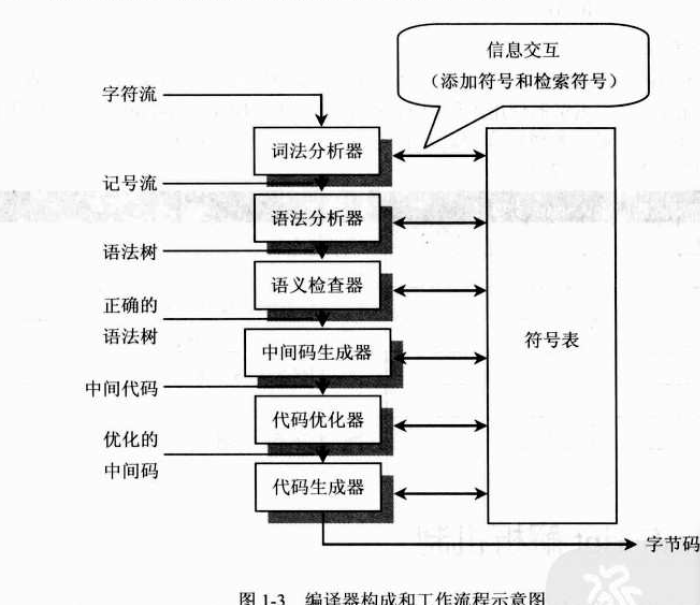 信息交互
（添加符号和检索符号）
字符流
词法分析器
记号流
语法分析器
语法树
语义检查器
正确的
语法树
中间码生成器
符号表
中间代码
代码优化器
优化的
中间码
代码生成器
字节码
图 1-3 编译器构成和工作流程示意图